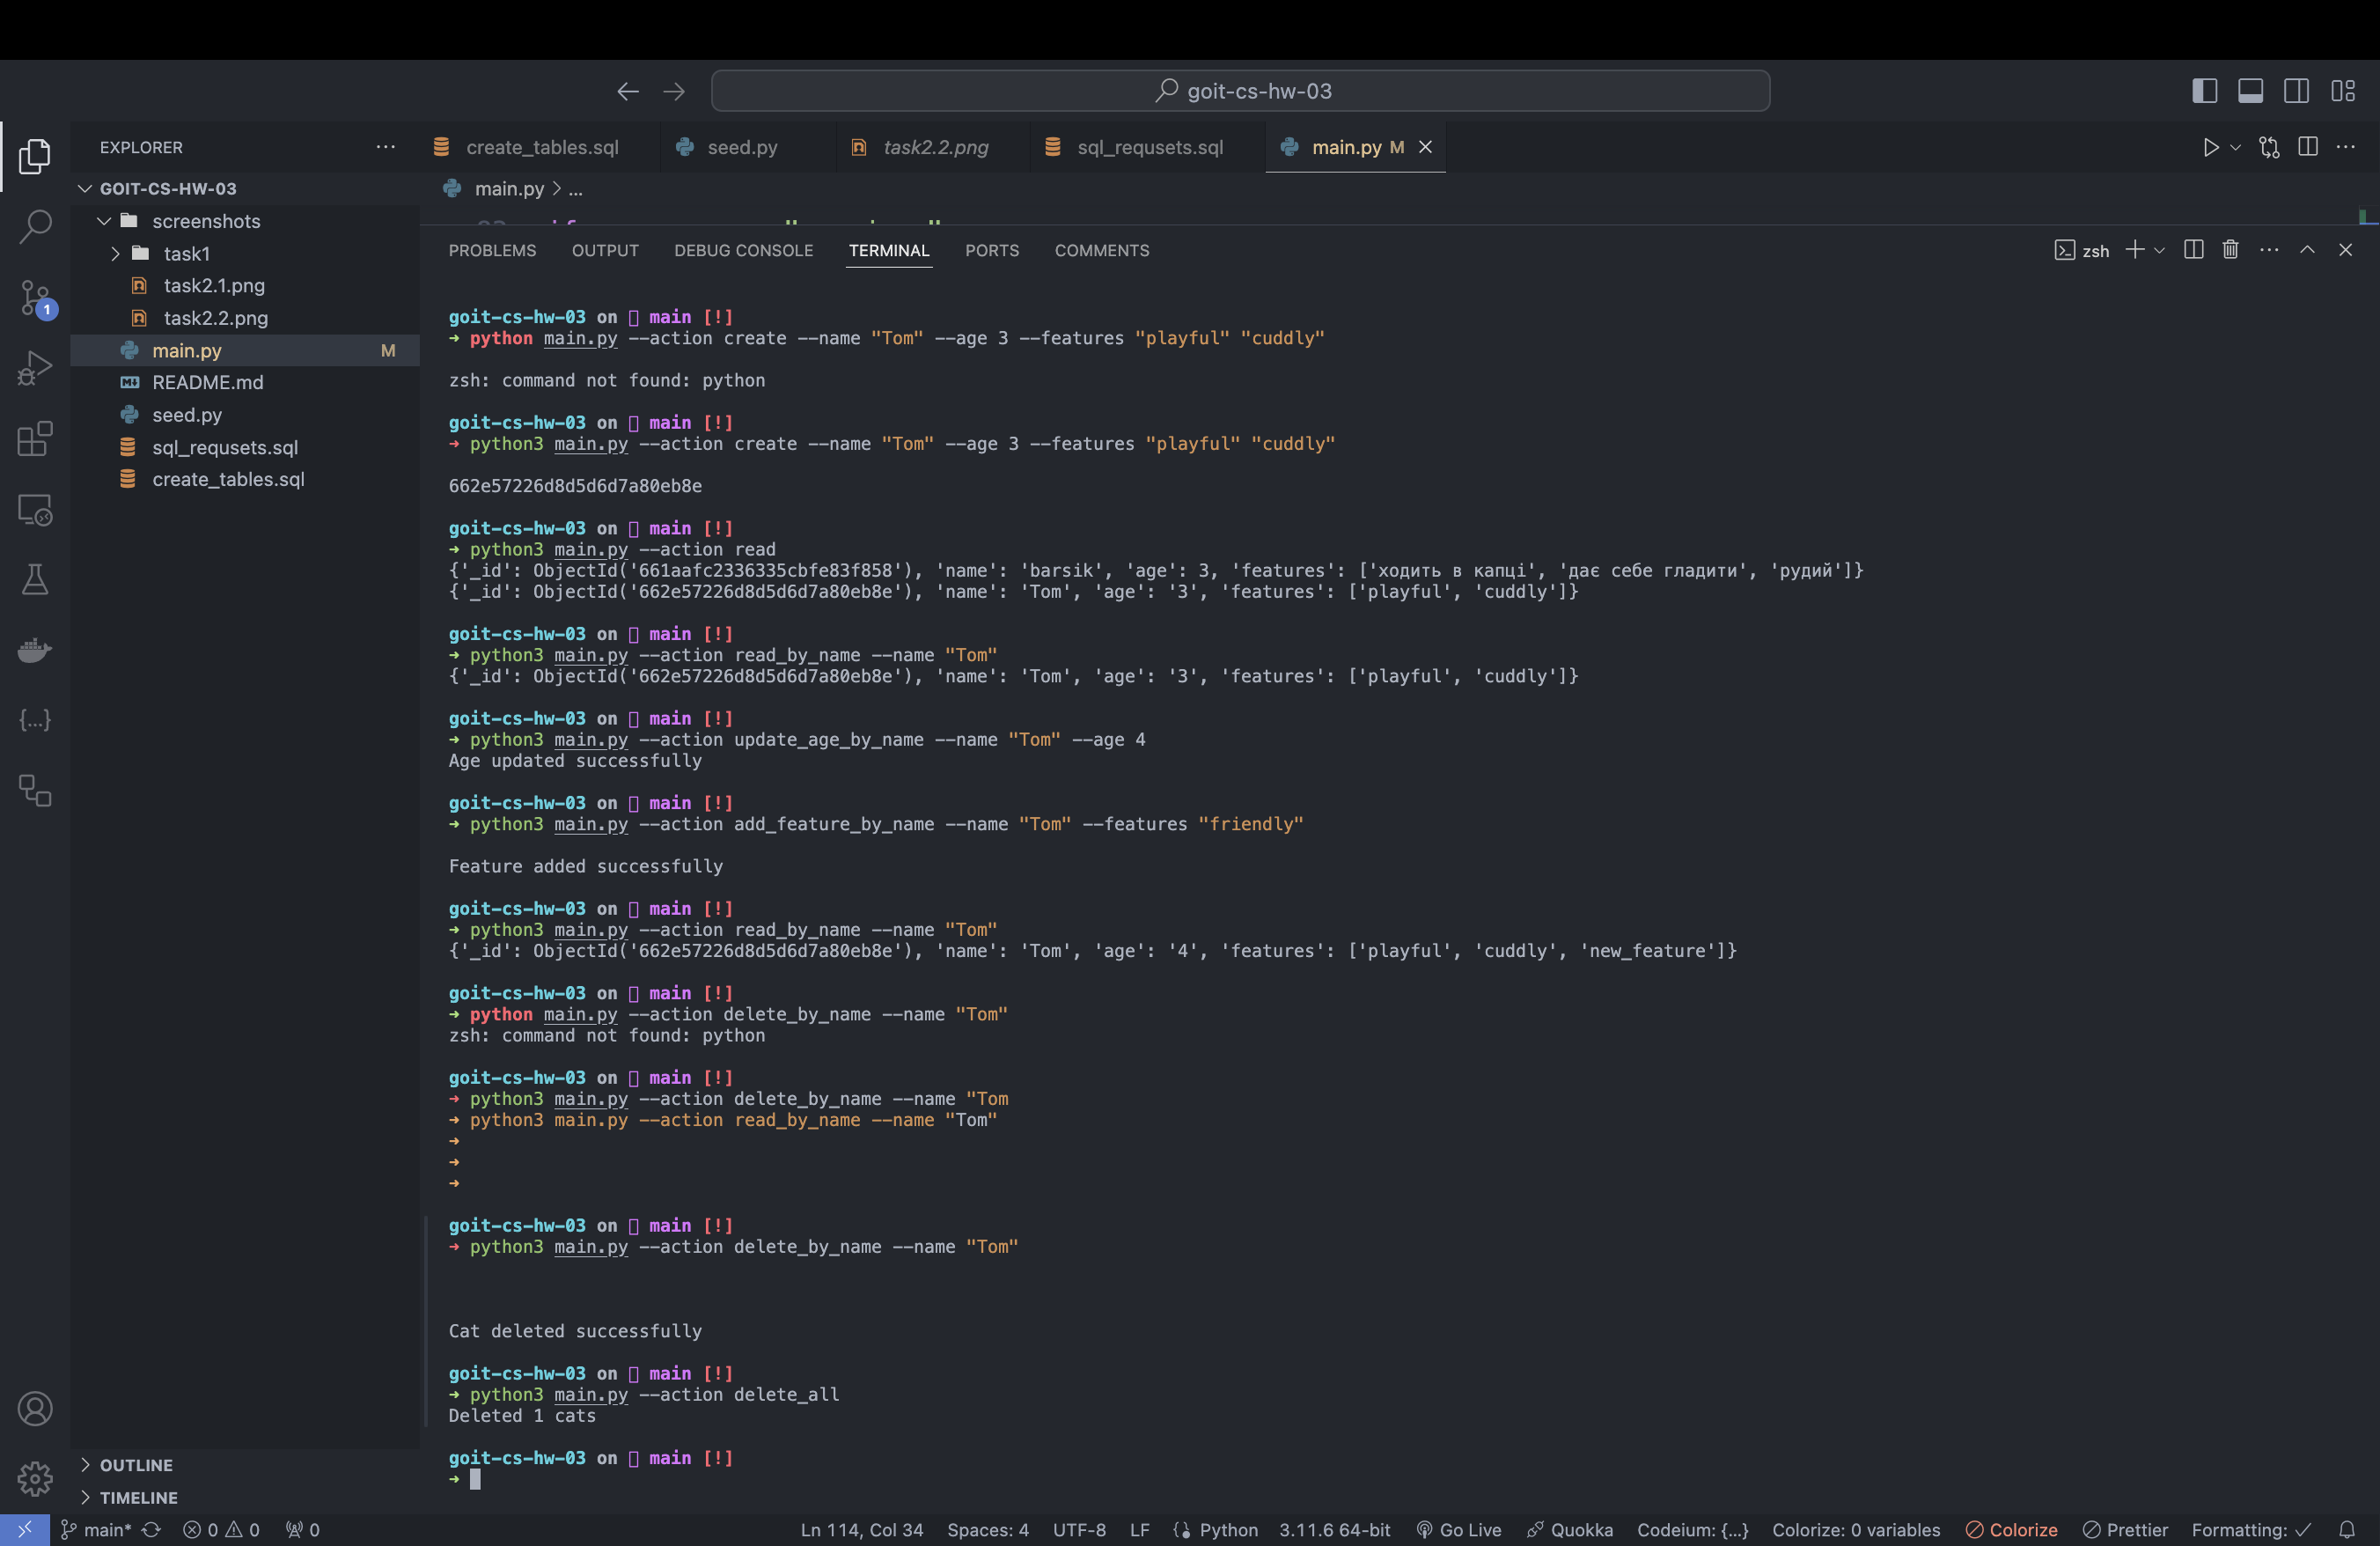 goit-cs-hw-03
EXPLORER
create_tables.sql
seed.py
task2.2.png
sql_requsets.sql
main.py M
GOIT-CS-HW-03
main.py > ...
screenshots
task1
task2.1.png
task2.2.png
main.py M
README.md
seed.py
sql_requsets.sql
create_tables.sql
OUTLINE
TIMELINE
1
PROBLEMS OUTPUT DEBUG CONSOLE TERMINAL PORTS COMMENTS
zsh
goit-cs-hw-03 on main [!]
➜ python main.py --action create --name "Tom" --age 3 --features "playful" "cuddly"
zsh: command not found: python
goit-cs-hw-03 on main [!]
➜ python3 main.py --action create --name "Tom" --age 3 --features "playful" "cuddly"
662e57226d8d5d6d7a80eb8e
goit-cs-hw-03 on main [!]
➜ python3 main.py --action read
{'_id': ObjectId('661aafc2336335cbfe83f858'), 'name': 'barsik', 'age': 3, 'features': ['ходить в капці', 'дає себе гладити', 'рудий']}
{'_id': ObjectId('662e57226d8d5d6d7a80eb8e'), 'name': 'Tom', 'age': '3', 'features': ['playful', 'cuddly']}
goit-cs-hw-03 on main [!]
➜ python3 main.py --action read_by_name --name "Tom"
{'_id': ObjectId('662e57226d8d5d6d7a80eb8e'), 'name': 'Tom', 'age': '3', 'features': ['playful', 'cuddly']}
goit-cs-hw-03 on main [!]
➜ python3 main.py --action update_age_by_name --name "Tom" --age 4
Age updated successfully
goit-cs-hw-03 on main [!]
➜ python3 main.py --action add_feature_by_name --name "Tom" --features "friendly"
Feature added successfully
goit-cs-hw-03 on main [!]
➜ python3 main.py --action read_by_name --name "Tom"
{'_id': ObjectId('662e57226d8d5d6d7a80eb8e'), 'name': 'Tom', 'age': '4', 'features': ['playful', 'cuddly', 'new_feature']}
goit-cs-hw-03 on main [!]
➜ python main.py --action delete_by_name --name "Tom"
zsh: command not found: python
goit-cs-hw-03 on main [!]
➜ python3 main.py --action delete_by_name --name "Tom
➜ python3 main.py --action read_by_name --name "Tom"
➜
➜
➜
goit-cs-hw-03 on main [!]
➜ python3 main.py --action delete_by_name --name "Tom"
Cat deleted successfully
goit-cs-hw-03 on main [!]
➜ python3 main.py --action delete_all
Deleted 1 cats
goit-cs-hw-03 on main [!]
➜
main* 0 0 0 Ln 114, Col 34 Spaces: 4 UTF-8 LF Python 3.11.6 64-bit Go Live Quokka Codeium: {...} Colorize: 0 variables Colorize Prettier Formatting: ✓